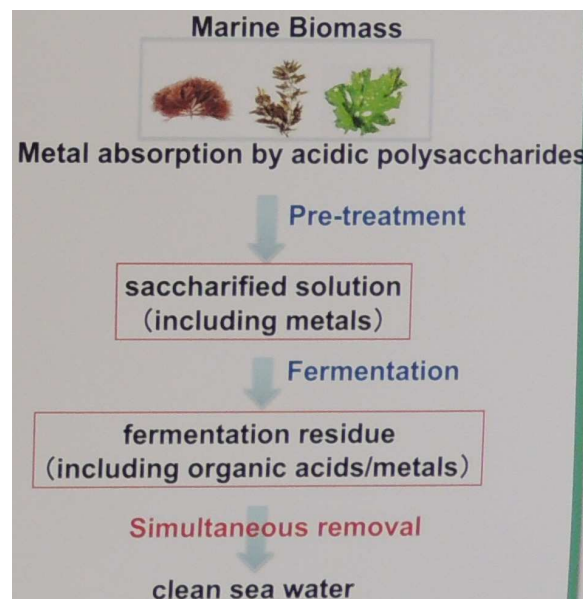 Marine Biomass
Metal absorption by acidic polysaccharides
Pre-treatment
saccharified solution
(including metals)
Fermentation
fermentation residue
(including organic acids/metals)
Simultaneous removal
clean sea water